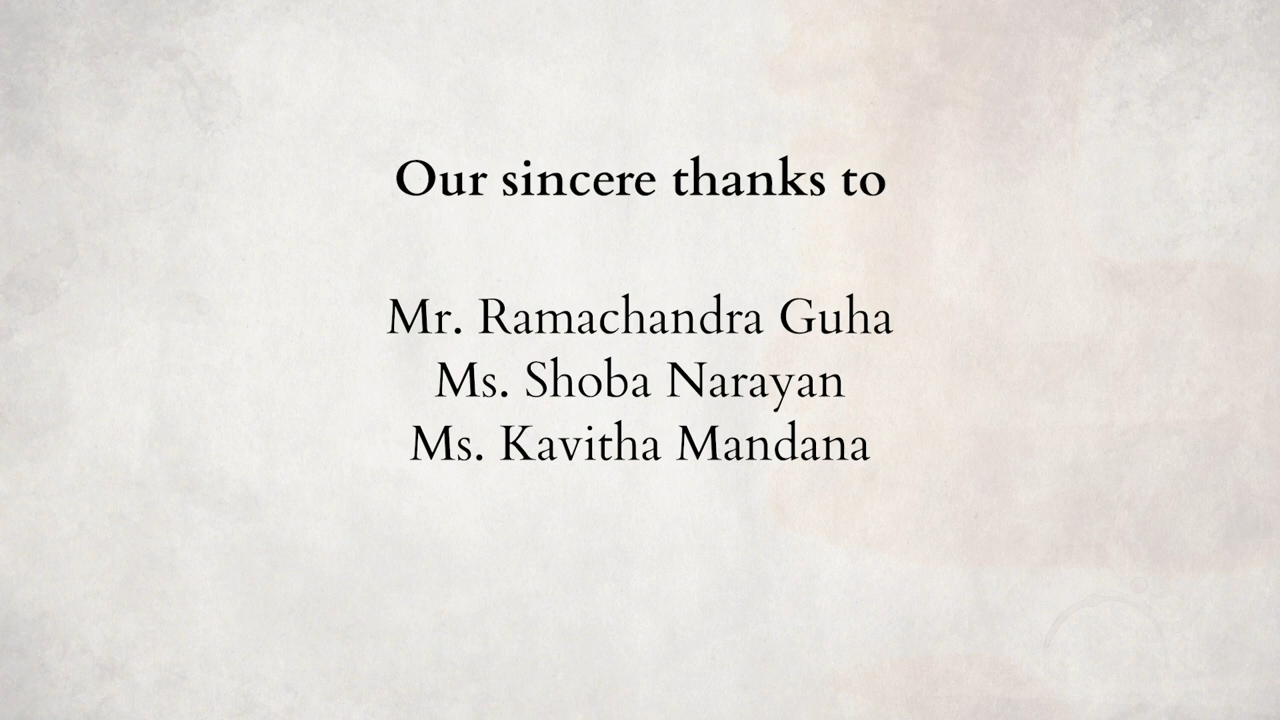 Our sincere thanks to
Mr. Ramachandra Guha
Ms. Shoba Narayan
Ms. Kavitha Mandana